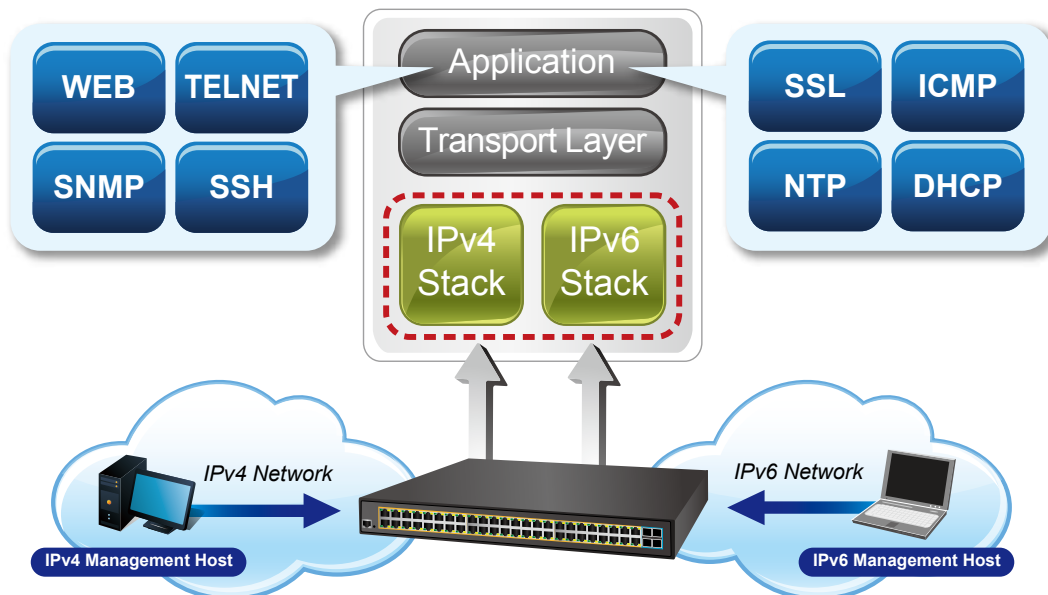 WEB
TELNET
SNMP
SSH
Application
Transport Layer
IPv4
Stack
IPv6
Stack
SSL
ICMP
NTP
DHCP
IPv4 Network
IPv4 Management Host
IPv6 Network
IPv6 Management Host